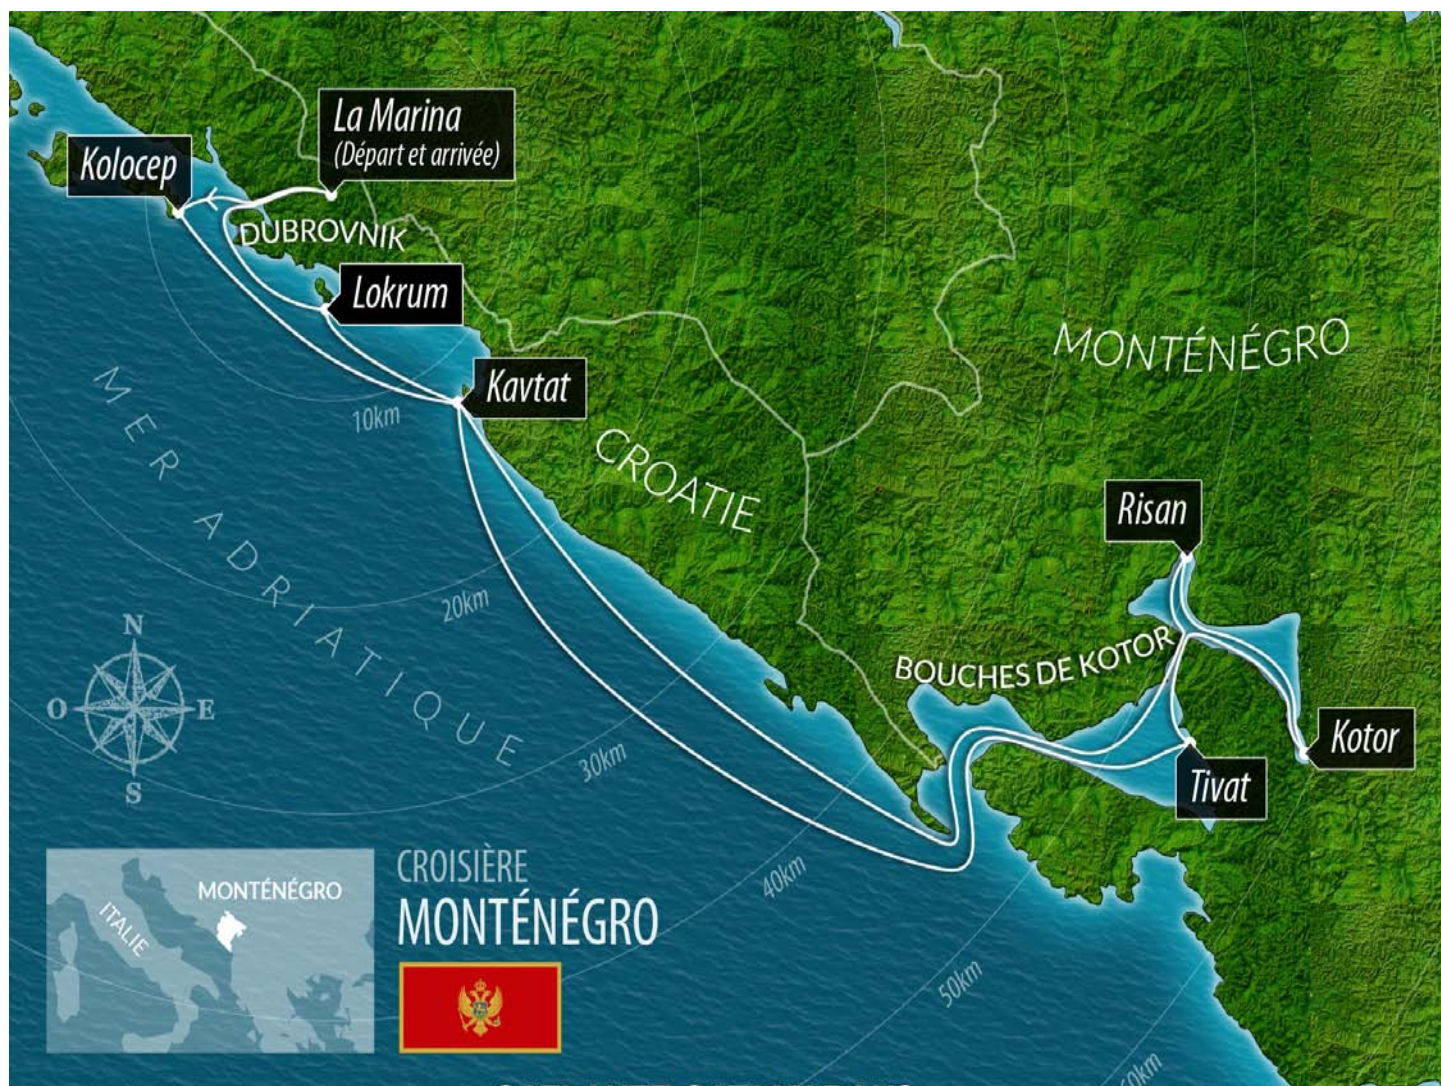 La Marina
(Départ et arrivée)
Kolocep
DUBROVNIK
Lokrum
MONTÉNÉGRO
Kavtat
10km
CROATIE
MER ADRIATIQUE
Risan
20km
N
O
E
S
BOUCHES DE KOTOR
Kotor
Tivat
30km
40km
50km
60km
MONTÉNÉGRO
ITALIE
CROISIÈRE
MONTÉNÉGRO